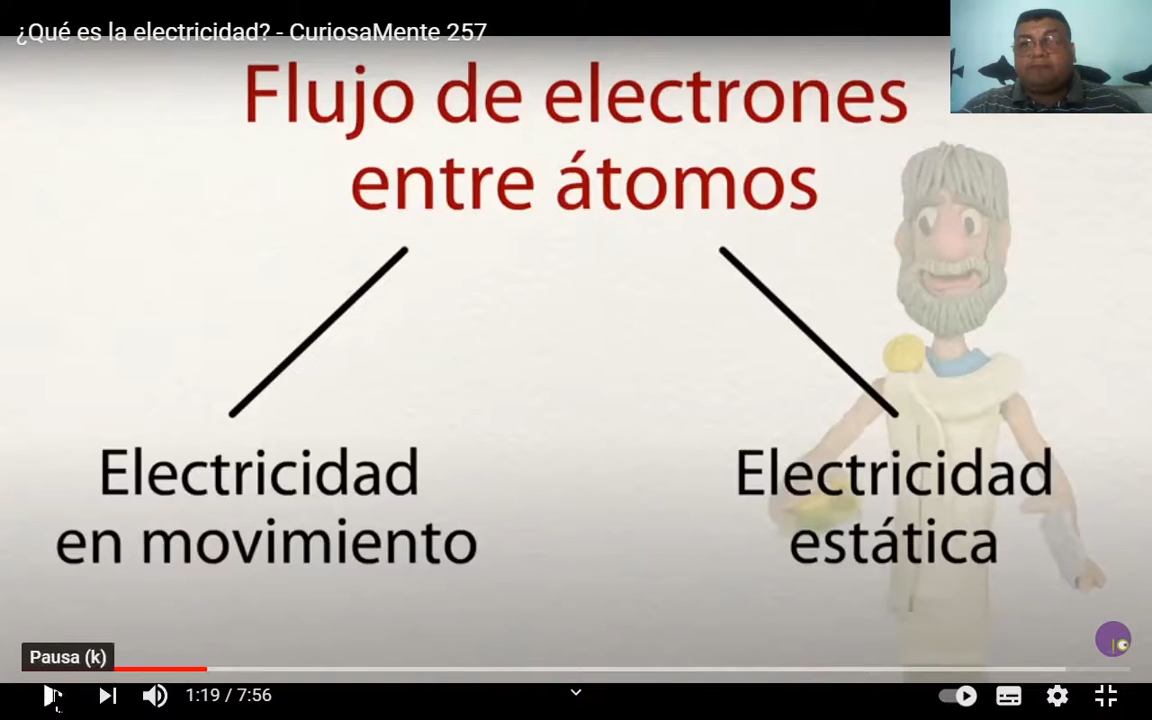 ¿Qué es la electricidad? - CuriosaMente 257
Flujo de electrones
entre átomos
Electricidad
en movimiento
Electricidad
estática
Pausa (k)
1:19 / 7:56